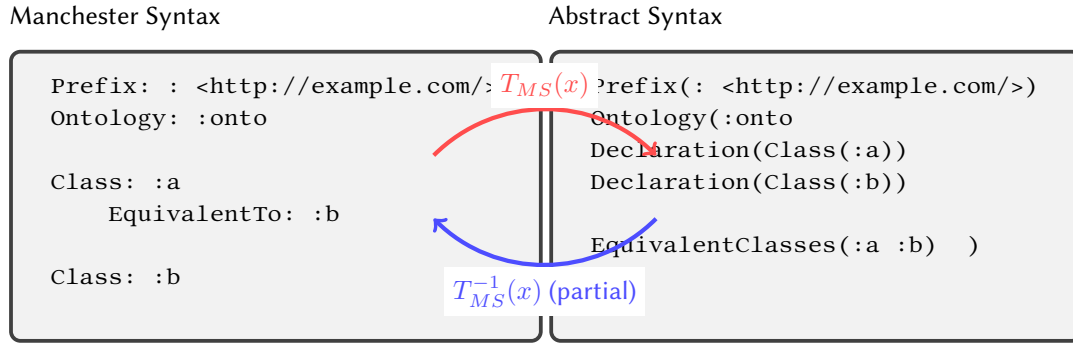 Manchester Syntax
Prefix: : <http://example.com/>
Ontology: :onto
Class: :a
    EquivalentTo: :b
Class: :b
T_{MS}(x)
T_{MS}^{-1}(x) (partial)
Abstract Syntax
Prefix(: <http://example.com/>)
Ontology(:onto
Declaration(Class(:a))
Declaration(Class(:b))
EquivalentClasses(:a :b)  )